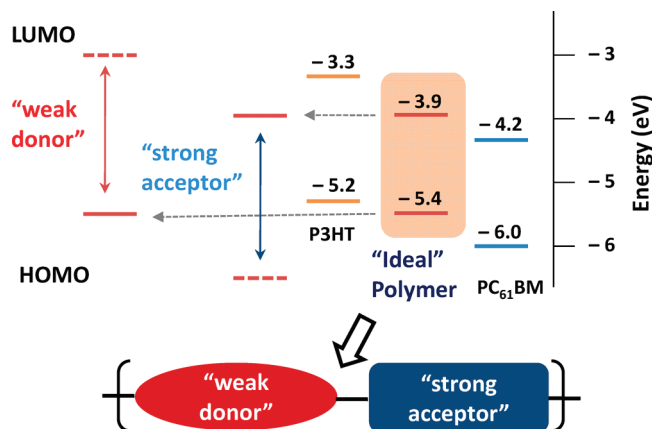 LUMO
“weak
donor”
HOMO
“strong
acceptor”
– 3.3
– 5.2
P3HT
– 3.9
– 5.4
“Ideal”
Polymer
– 4.2
– 6.0
PC₆₁BM
– 3
– 4
– 5
– 6
Energy (eV)
“weak
donor”
“strong
acceptor”